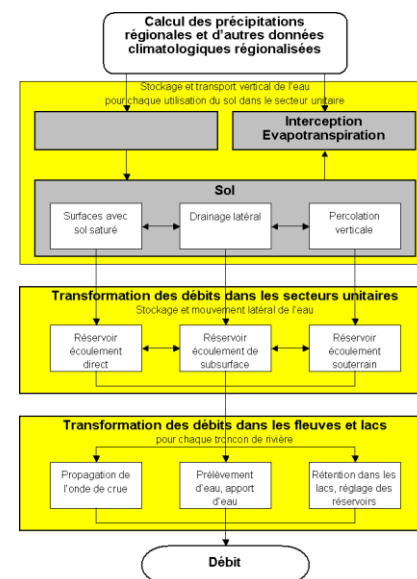 Calcul des précipitations
régionales et d'autres données
climatologiques régionalisées
Stockage et transport vertical de l'eau
pour chaque utilisation du sol dans le secteur unitaire
Interception
Evapotranspiration
Sol
Surfaces avec
sol saturé
Drainage latéral
Percolation
verticale
Transformation des débits dans les secteurs unitaires
Stockage et mouvement latéral de l'eau
Réservoir
écoulement
direct
Réservoir
écoulement de
subsurface
Réservoir
écoulement
souterrain
Transformation des débits dans les fleuves et lacs
pour chaque troncon de rivière
Propagation de
l'onde de crue
Prélèvement
d'eau, apport
d'eau
Rétention dans les
lacs, réglage des
réservoirs
Débit